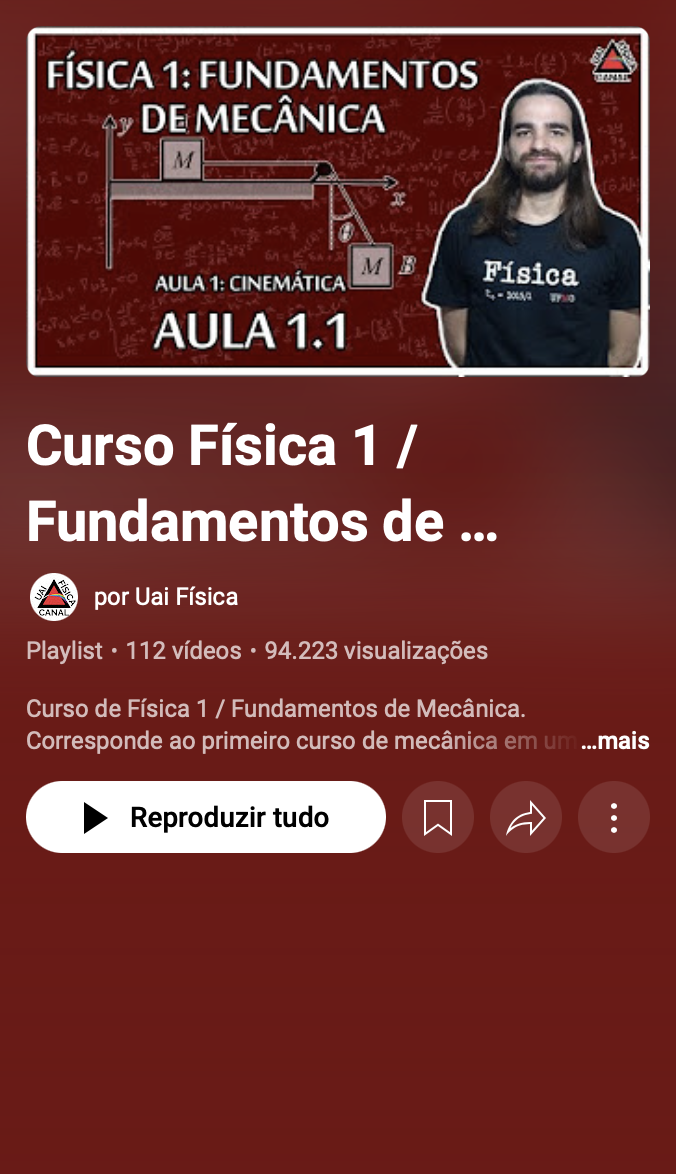 FÍSICA 1: FUNDAMENTOS
DE MECÂNICA
y
M
x
θ
M B
AULA 1: CINEMÁTICA
AULA 1.1
Física
UFMG
CANAL
Curso Física 1 /
Fundamentos de ...
UAI FÍSICA
CANAL
por Uai Física
Playlist • 112 vídeos • 94.223 visualizações
Curso de Física 1 / Fundamentos de Mecânica.
Corresponde ao primeiro curso de mecânica em um ...mais
Reproduzir tudo